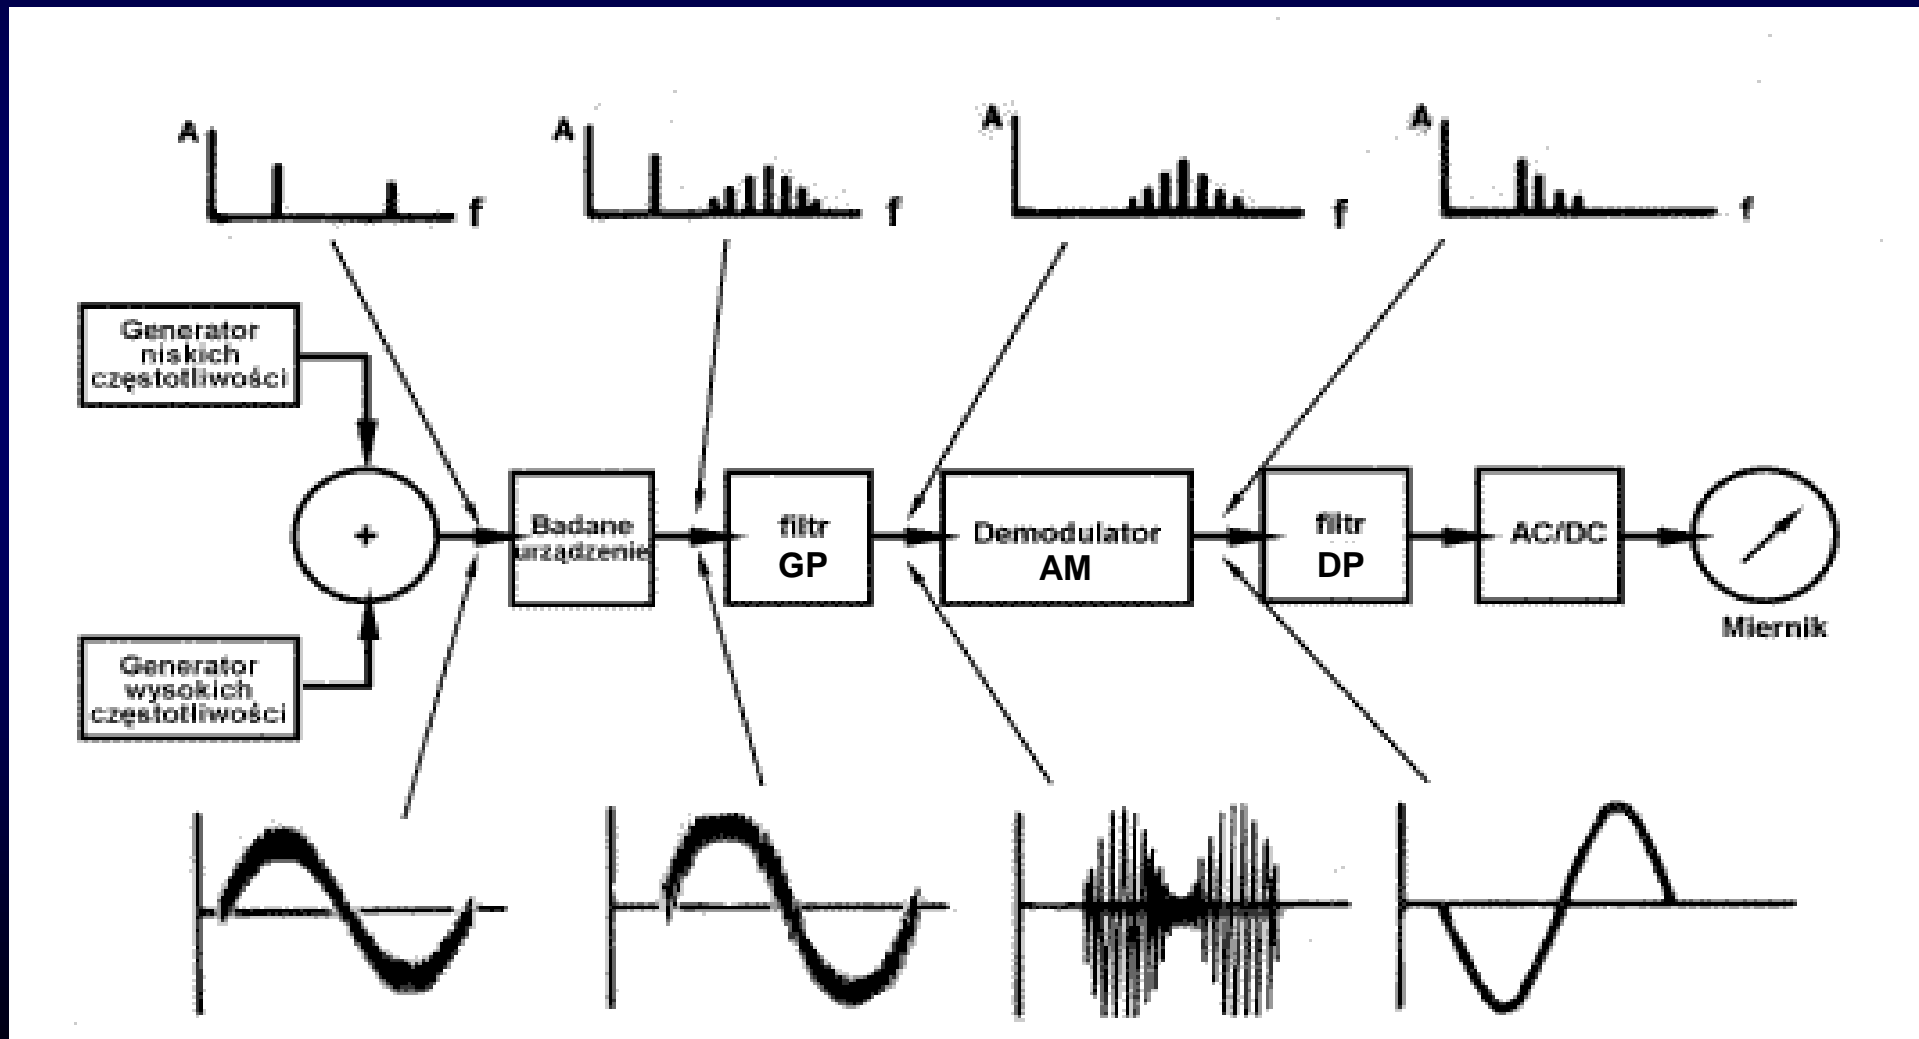 A
f
A
f
A
f
A
f
Generator
niskich
częstotliwości
+
Badane
urządzenie
filtr
GP
Demodulator
AM
filtr
DP
AC/DC
Miernik
Generator
wysokich
częstotliwości